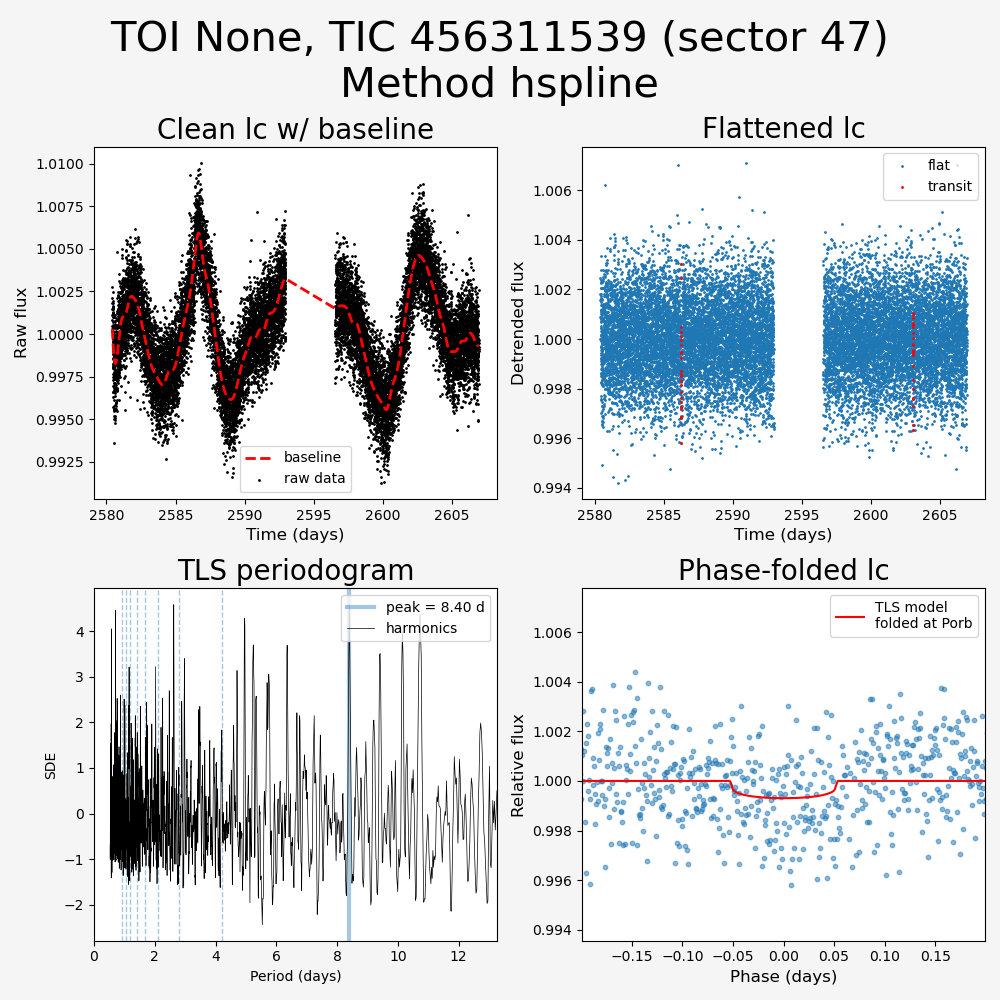 TOI None, TIC 456311539 (sector 47)
Method hspline
Clean lc w/ baseline
1.0100
1.0075
1.0050
1.0025
1.0000
0.9975
0.9950
0.9925
Raw flux
baseline
raw data
2580 2585 2590 2595 2600 2605
Time (days)
Flattened lc
flat
transit
1.006
1.004
1.002
1.000
0.998
0.996
0.994
Detrended flux
2580 2585 2590 2595 2600 2605
Time (days)
TLS periodogram
peak = 8.40 d
harmonics
4
3
2
1
0
−1
−2
SDE
0 2 4 6 8 10 12
Period (days)
Phase-folded lc
TLS model
folded at Porb
1.006
1.004
1.002
1.000
0.998
0.996
0.994
Relative flux
−0.15 −0.10 −0.05 0.00 0.05 0.10 0.15
Phase (days)